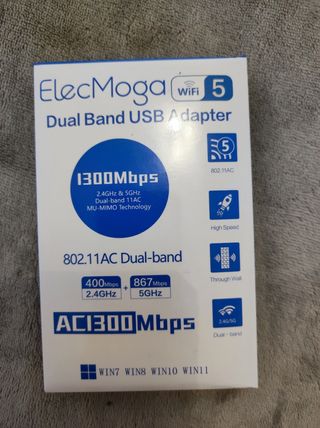 ElecMoga WiFi 5
Dual Band USB Adapter
1300Mbps
2.4GHz & 5GHz
Dual-band 11AC
MU-MIMO Technology
5
802.11AC
High Speed
Through Wall
2.4G/5G
Dual - band
802.11AC Dual-band
400Mbps + 867Mbps
2.4GHz 5GHz
AC1300Mbps
WIN7 WIN8 WIN10 WIN11